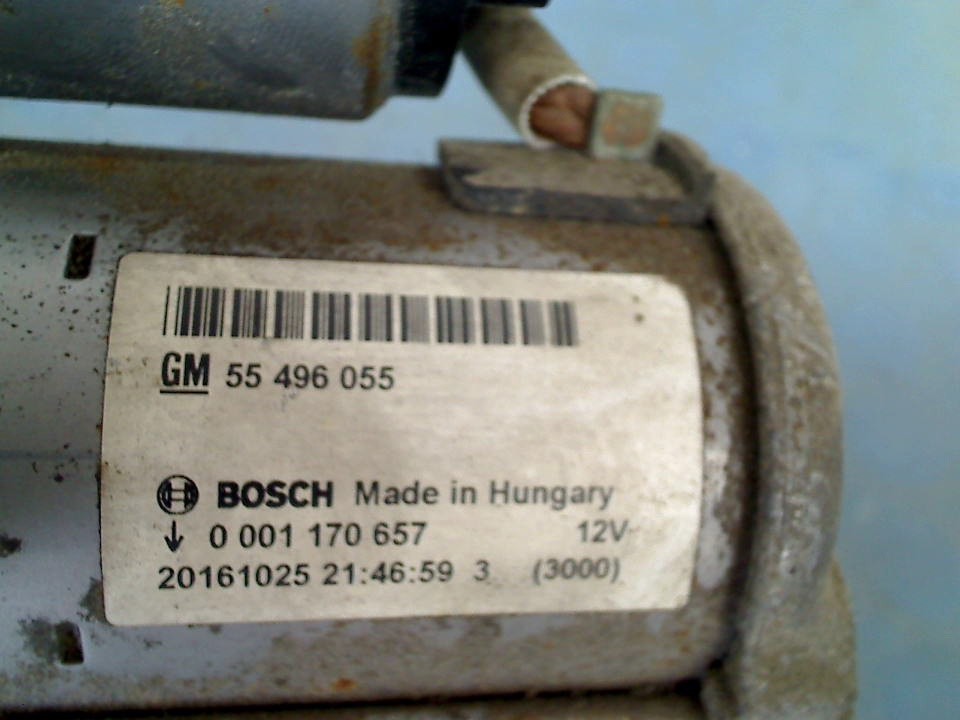 GM 55 496 055
BOSCH Made in Hungary
↓ 0 001 170 657 12V
20161025 21:46:59 3 (3000)